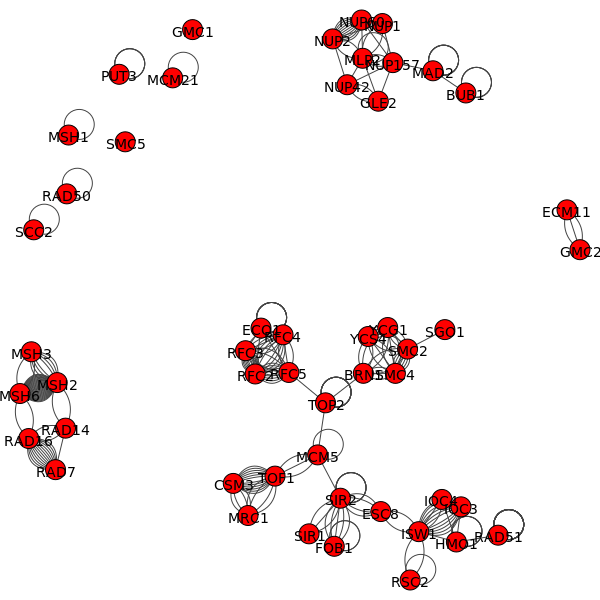 GMC1
NUP60
NUP1
NUP2
MLP2
NUP157
PUT3
MCM21
MAD2
NUP42
BUB1
GLE2
MSH1
SMC5
RAD50
ECM11
SCC2
GMC2
ECO1
RFC4
YCS4
YCG1
SGO1
MSH3
RFC3
SMC2
MSH2
RFC2
RFC5
BRN1
SMC4
MSH6
TOF2
RAD14
RAD16
MCM5
RAD7
CSM3
TOF1
SIR2
IOC4
IOC3
MRC1
ESC8
SIR1
FOB1
ISW1
HMO1
RAD51
RSC2